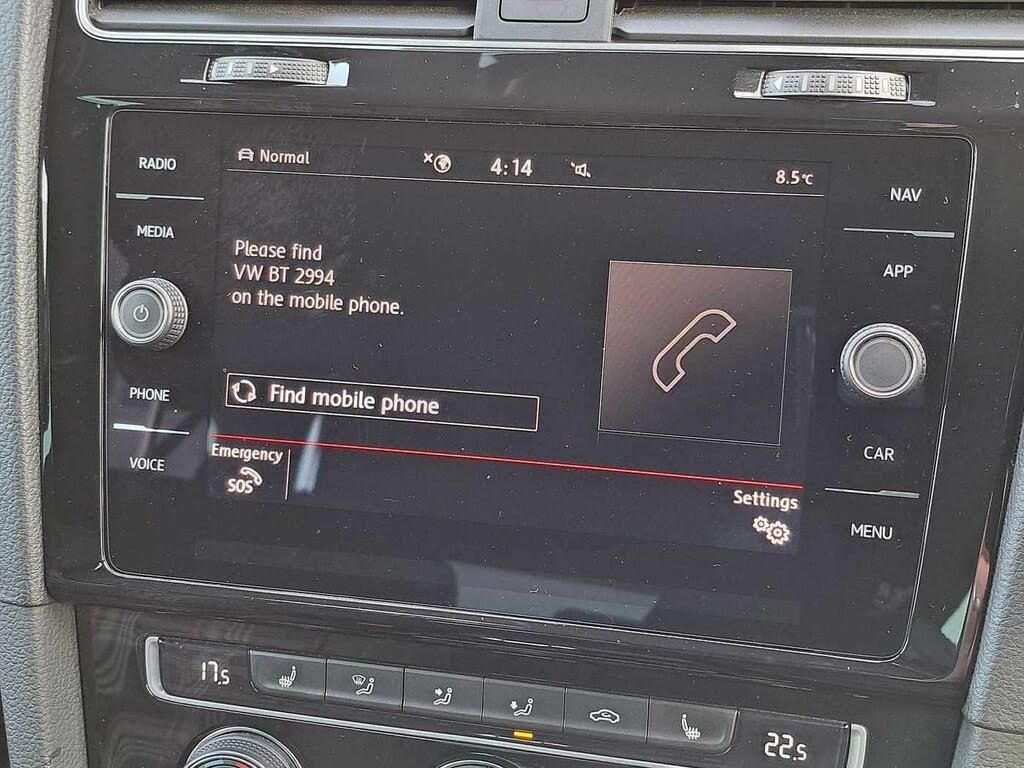 RADIO
MEDIA
PHONE
VOICE
Normal
4:14
8.5°C
Please find
VW BT 2994
on the mobile phone.
Find mobile phone
Emergency
SOS
Settings
NAV
APP
CAR
MENU
17.5
22.5